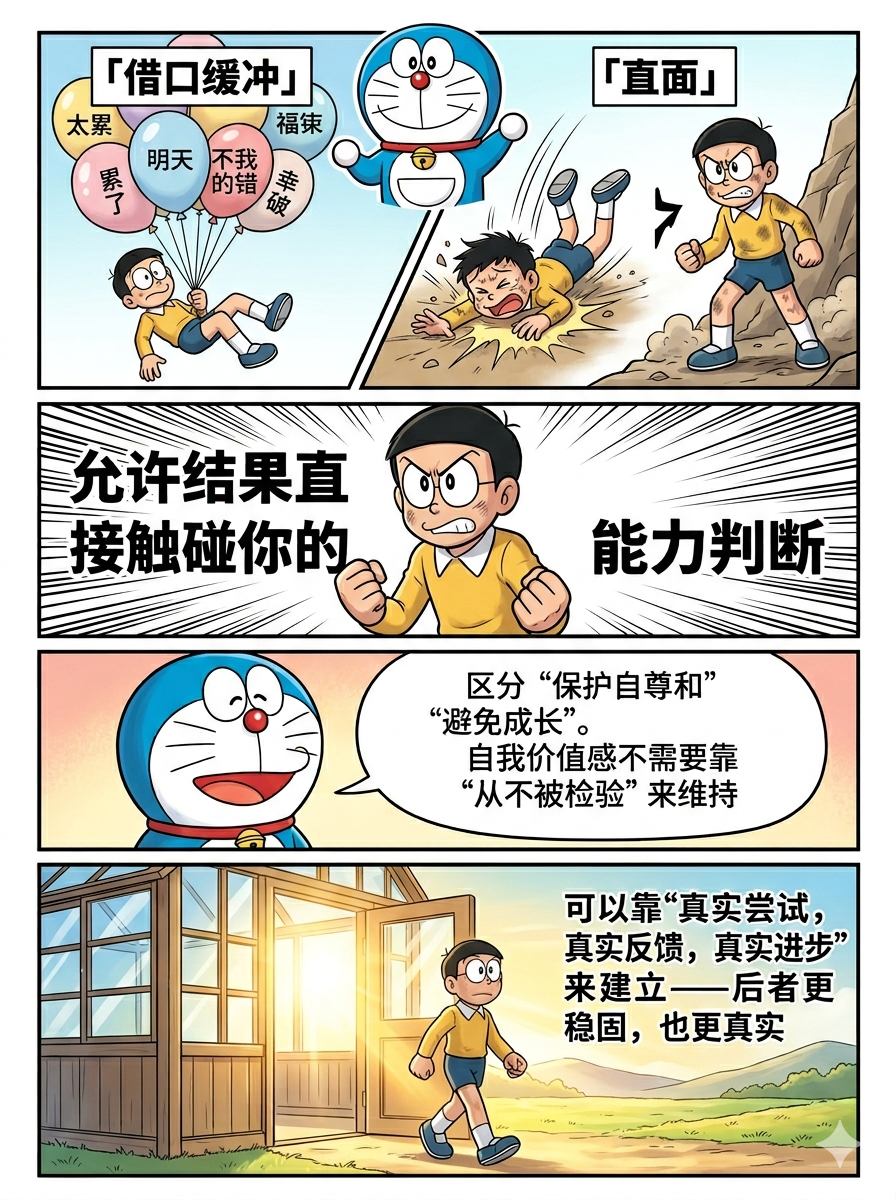 「借口缓冲」
太累
明天
不我
的错
福铼
累了
幸破
「直面」
允许结果直
接触碰你的
能力判断
区分“保护自尊和”
“避免成长”。
自我价值感不需要靠
“从不被检验”来维持
可以靠“真实尝试，
真实反馈，真实进步”
来建立——后者更
稳固，也更真实